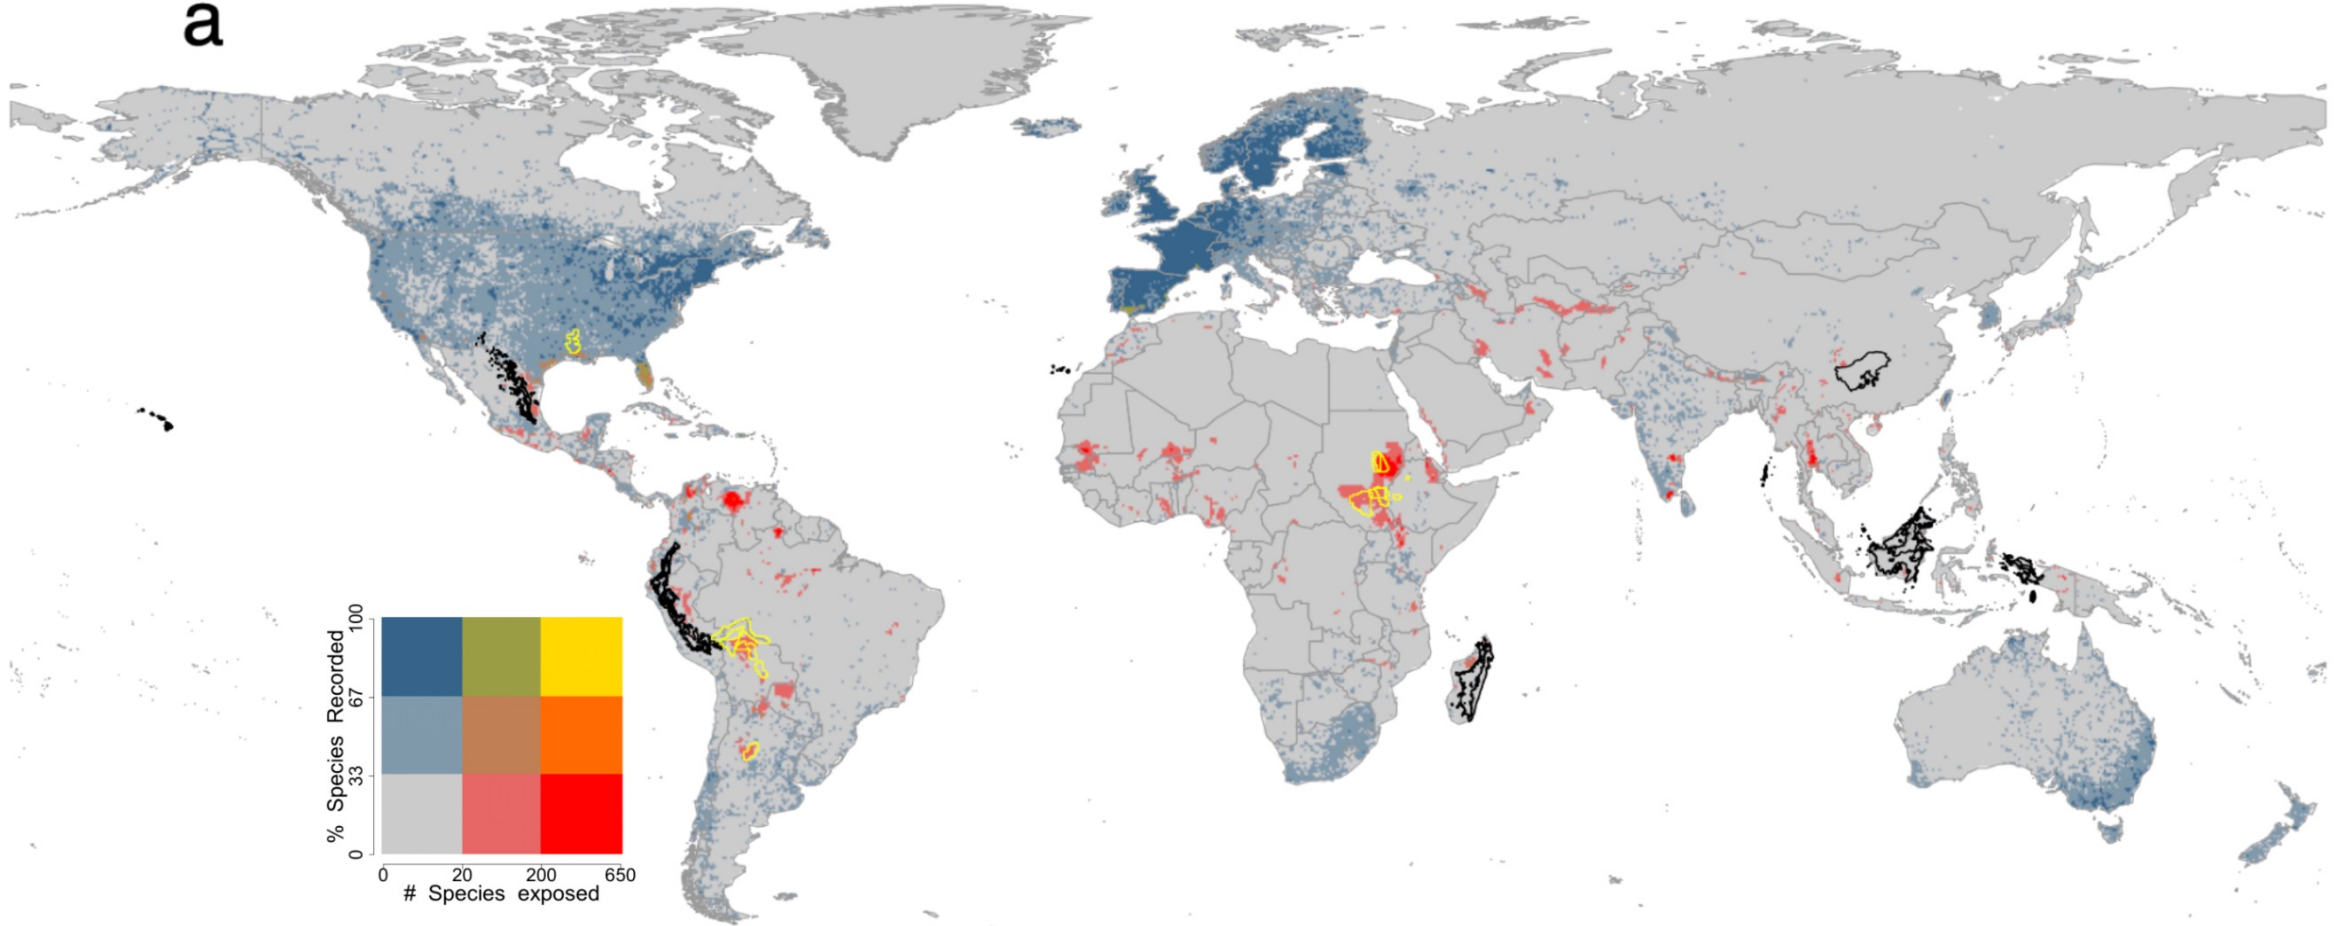 a
% Species Recorded
100
67
33
0
0 20 200 650
# Species exposed